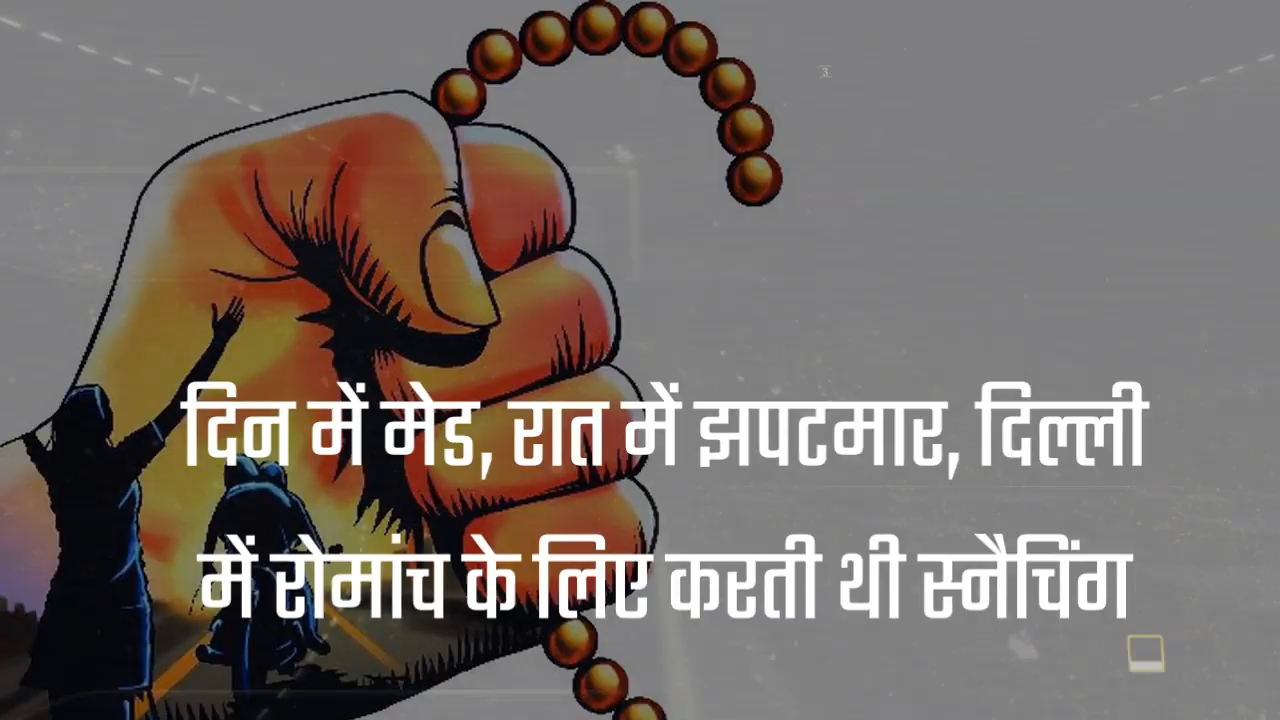 दिन में मेड, रात में झपटमार, दिल्ली
में रोमांच के लिए करती थी स्नैचिंग